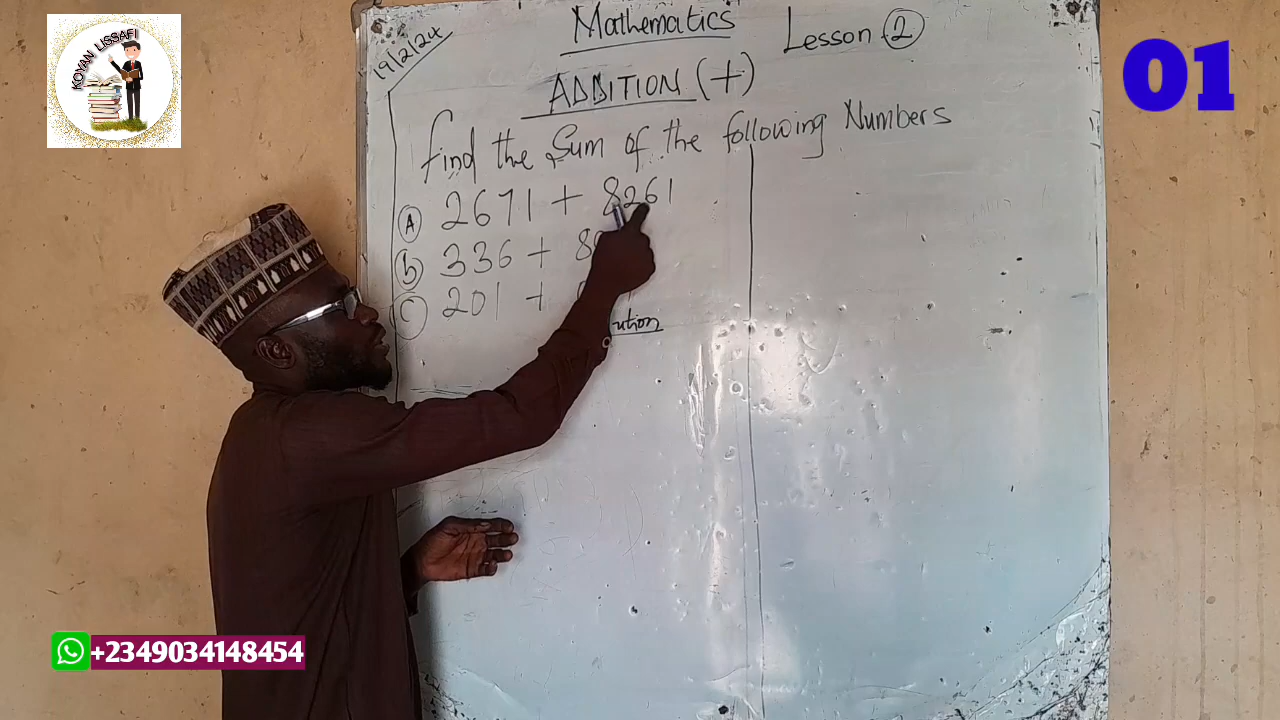 KOYAN LISSAFI
19/2/24
Mathematics
Lesson 2
01
ADDITION (+)
find the Sum of the following Numbers
A 2671 + 8261
b 336 + 8
C 201 +
+2349034148454